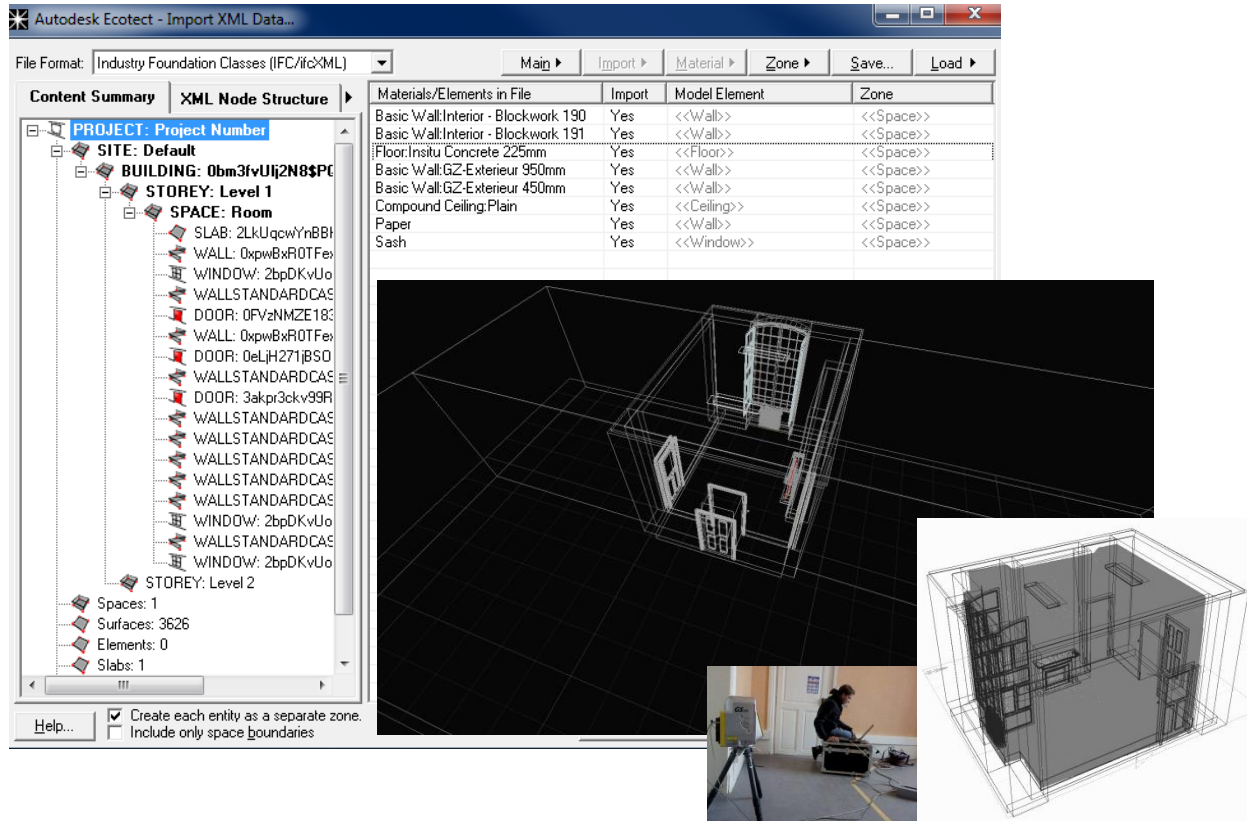 Autodesk Ecotect - Import XML Data...
File Format: Industry Foundation Classes (IFC/ifcXML)
Main Import Material Zone Save... Load
Content Summary XML Node Structure
PROJECT: Project Number
SITE: Default
BUILDING: 0bm3fvUlj2N8$P
STOREY: Level 1
SPACE: Room
SLAB: 2LkUqcwYnBB
WALL: 0xpwBxR0TFe
WINDOW: 2bpDKvUo
WALLSTANDARDCAS
DOOR: 0FVzNMZE183
WALL: 0xpwBxR0TFe
DOOR: 0eLjH271jBSO
WALLSTANDARDCAS
DOOR: 3akpr3ckv99R
WALLSTANDARDCAS
WALLSTANDARDCAS
WALLSTANDARDCAS
WALLSTANDARDCAS
WALLSTANDARDCAS
WINDOW: 2bpDKvUo
WALLSTANDARDCAS
WINDOW: 2bpDKvUo
STOREY: Level 2
Spaces: 1
Surfaces: 3626
Elements: 0
Slabs: 1
Materials/Elements in File Import Model Element Zone
Basic Wall:Interior - Blockwork 190 Yes <<Wall>> <<Space>>
Basic Wall:Interior - Blockwork 191 Yes <<Wall>> <<Space>>
Floor:Insitu Concrete 225mm Yes <<Floor>> <<Space>>
Basic Wall:GZ-Exterieur 950mm Yes <<Wall>> <<Space>>
Basic Wall:GZ-Exterieur 450mm Yes <<Wall>> <<Space>>
Compound Ceiling:Plain Yes <<Ceiling>> <<Space>>
Paper Yes <<Wall>> <<Space>>
Sash Yes <<Window>> <<Space>>
Help...
Create each entity as a separate zone.
Include only space boundaries